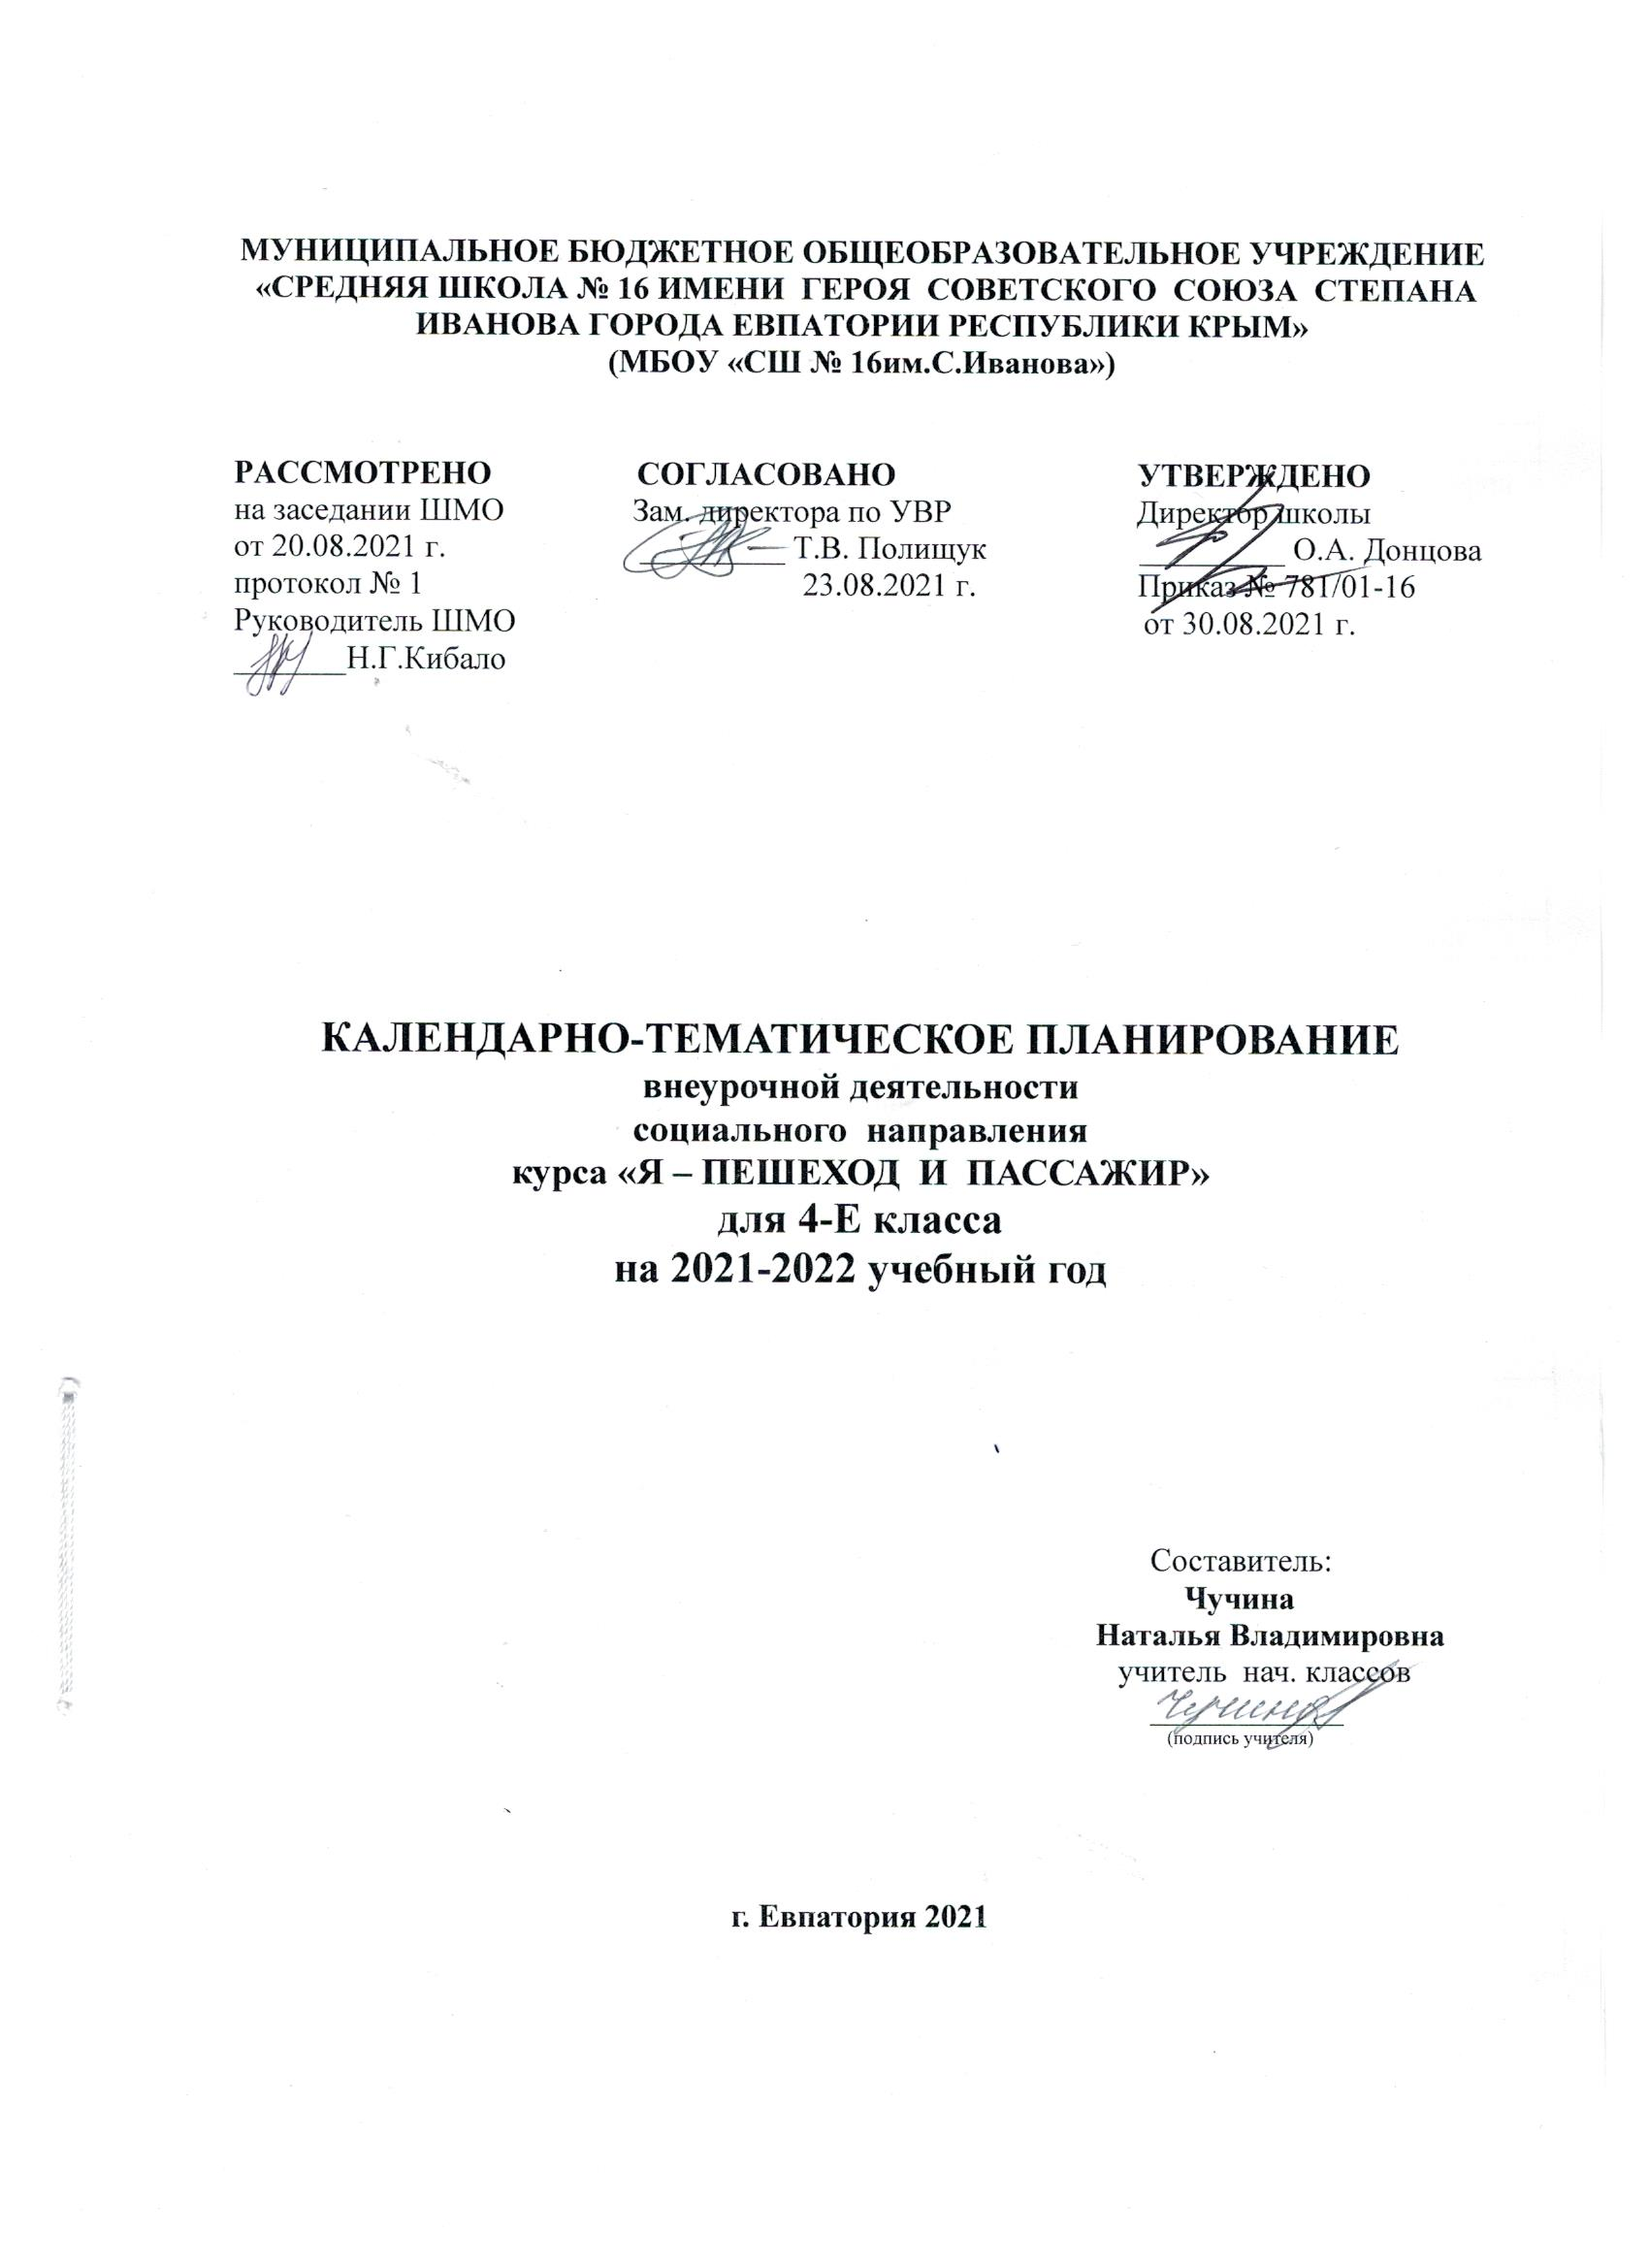 МУНИЦИПАЛЬНОЕ БЮДЖЕТНОЕ ОБЩЕОБРАЗОВАТЕЛЬНОЕ УЧРЕЖДЕНИЕ
«СРЕДНЯЯ ШКОЛА № 16 ИМЕНИ ГЕРОЯ СОВЕТСКОГО СОЮЗА СТЕПАНА
ИВАНОВА ГОРОДА ЕВПАТОРИИ РЕСПУБЛИКИ КРЫМ»
(МБОУ «СШ № 16им.С.Иванова»)
РАССМОТРЕНО
на заседании ШМО
от 20.08.2021 г.
протокол № 1
Руководитель ШМО
Н.Г.Кибало
СОГЛАСОВАНО
Зам. директора по УВР
Т.В. Полищук
23.08.2021 г.
УТВЕРЖДЕНО
Директор школы
О.А. Донцова
Приказ № 781/01-16
от 30.08.2021 г.
КАЛЕНДАРНО-ТЕМАТИЧЕСКОЕ ПЛАНИРОВАНИЕ
внеурочной деятельности
социального направления
курса «Я – ПЕШЕХОД И ПАССАЖИР»
для 4-Е класса
на 2021-2022 учебный год
Составитель:
Чучина
Наталья Владимировна
учитель нач. классов
(подпись учителя)
г. Евпатория 2021